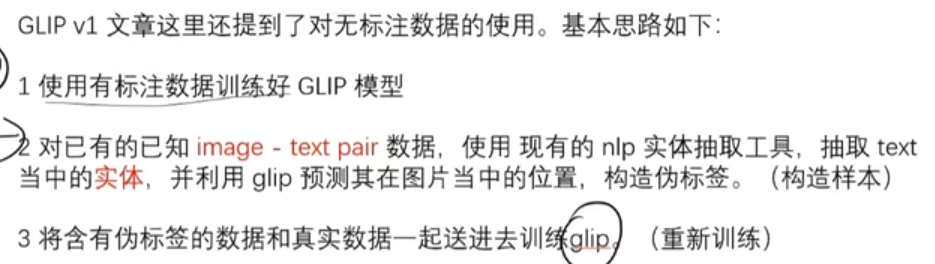 GLIP v1 文章这里还提到了对无标注数据的使用。基本思路如下：
1 使用有标注数据训练好 GLIP 模型
2 对已有的已知 image - text pair 数据，使用 现有的 nlp 实体抽取工具，抽取 text
当中的实体，并利用 glip 预测其在图片当中的位置，构造伪标签。（构造样本）
3 将含有伪标签的数据和真实数据一起送进去训练glip。（重新训练）